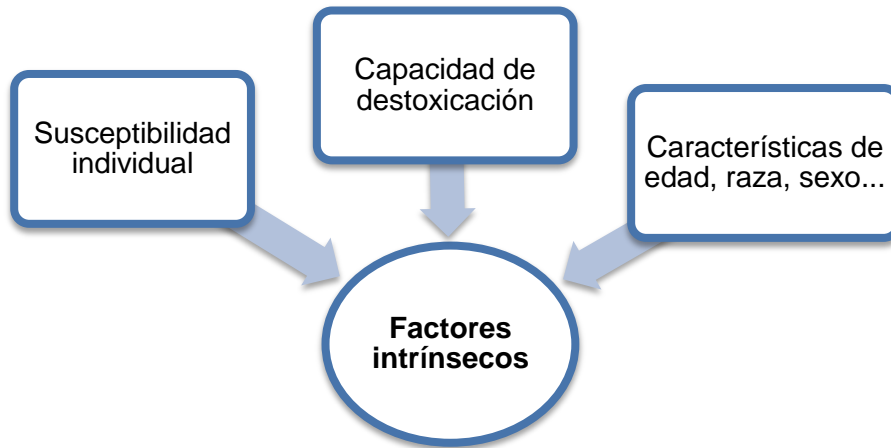 Susceptibilidad
individual
Capacidad de
destoxicación
Características de
edad, raza, sexo...
Factores
intrínsecos